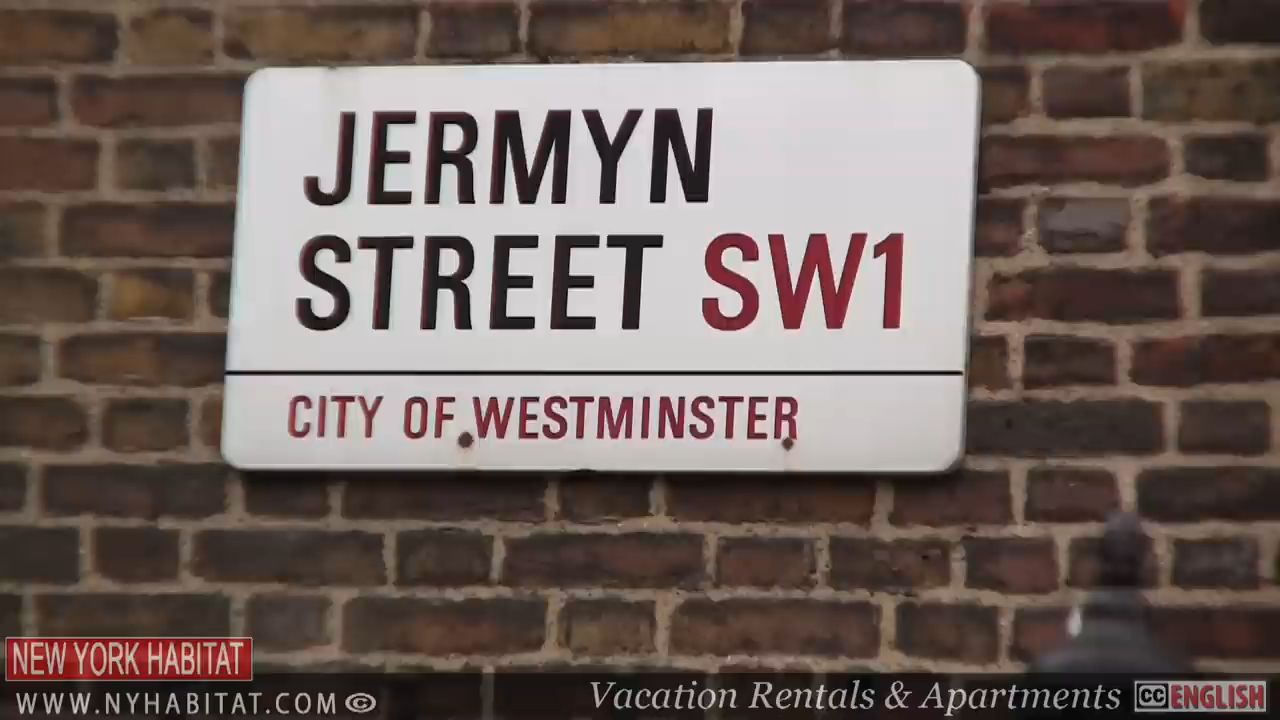 JERMYN
STREET SW1
CITY OF WESTMINSTER
NEW YORK HABITAT
WWW.NYHABITAT.COM ©
Vacation Rentals & Apartments CC ENGLISH